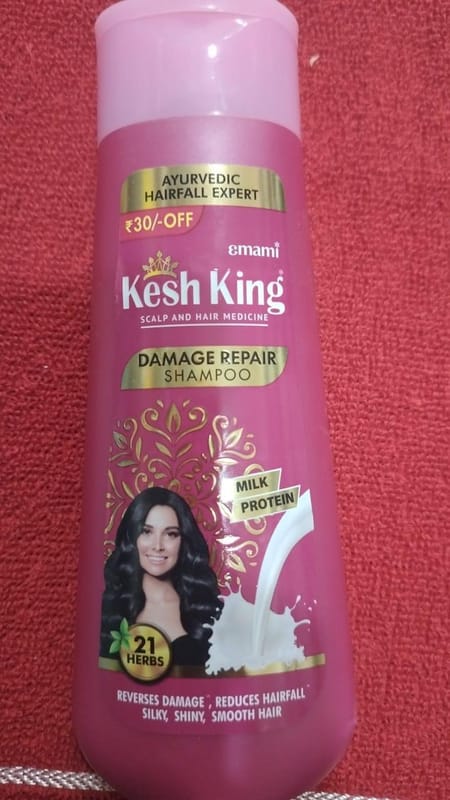 AYURVEDIC
HAIRFALL EXPERT
₹30/-OFF
emami
Kesh King
SCALP AND HAIR MEDICINE
DAMAGE REPAIR
SHAMPOO
MILK
PROTEIN
21
HERBS
REVERSES DAMAGE*, REDUCES HAIRFALL^
SILKY, SHINY, SMOOTH HAIR